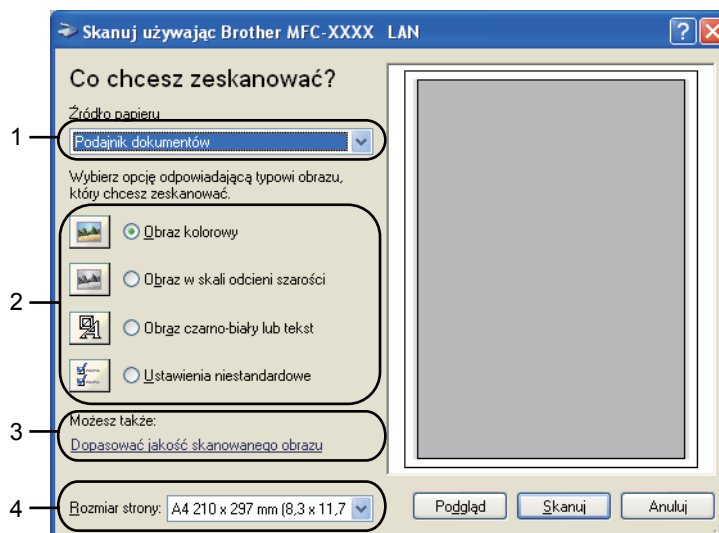 Skanuj używając Brother MFC-XXXX LAN
Co chcesz zeskanować?
Źródło papieru
1
Podajnik dokumentów
Wybierz opcję odpowiadającą typowi obrazu,
który chcesz zeskanować.
2
Obraz kolorowy
Obraz w skali odcieni szarości
Obraz czarno-biały lub tekst
Ustawienia niestandardowe
3
Możesz także:
Dopasować jakość skanowanego obrazu
4
Rozmiar strony: A4 210 x 297 mm (8,3 x 11,7
Podgląd Skanuj Anuluj